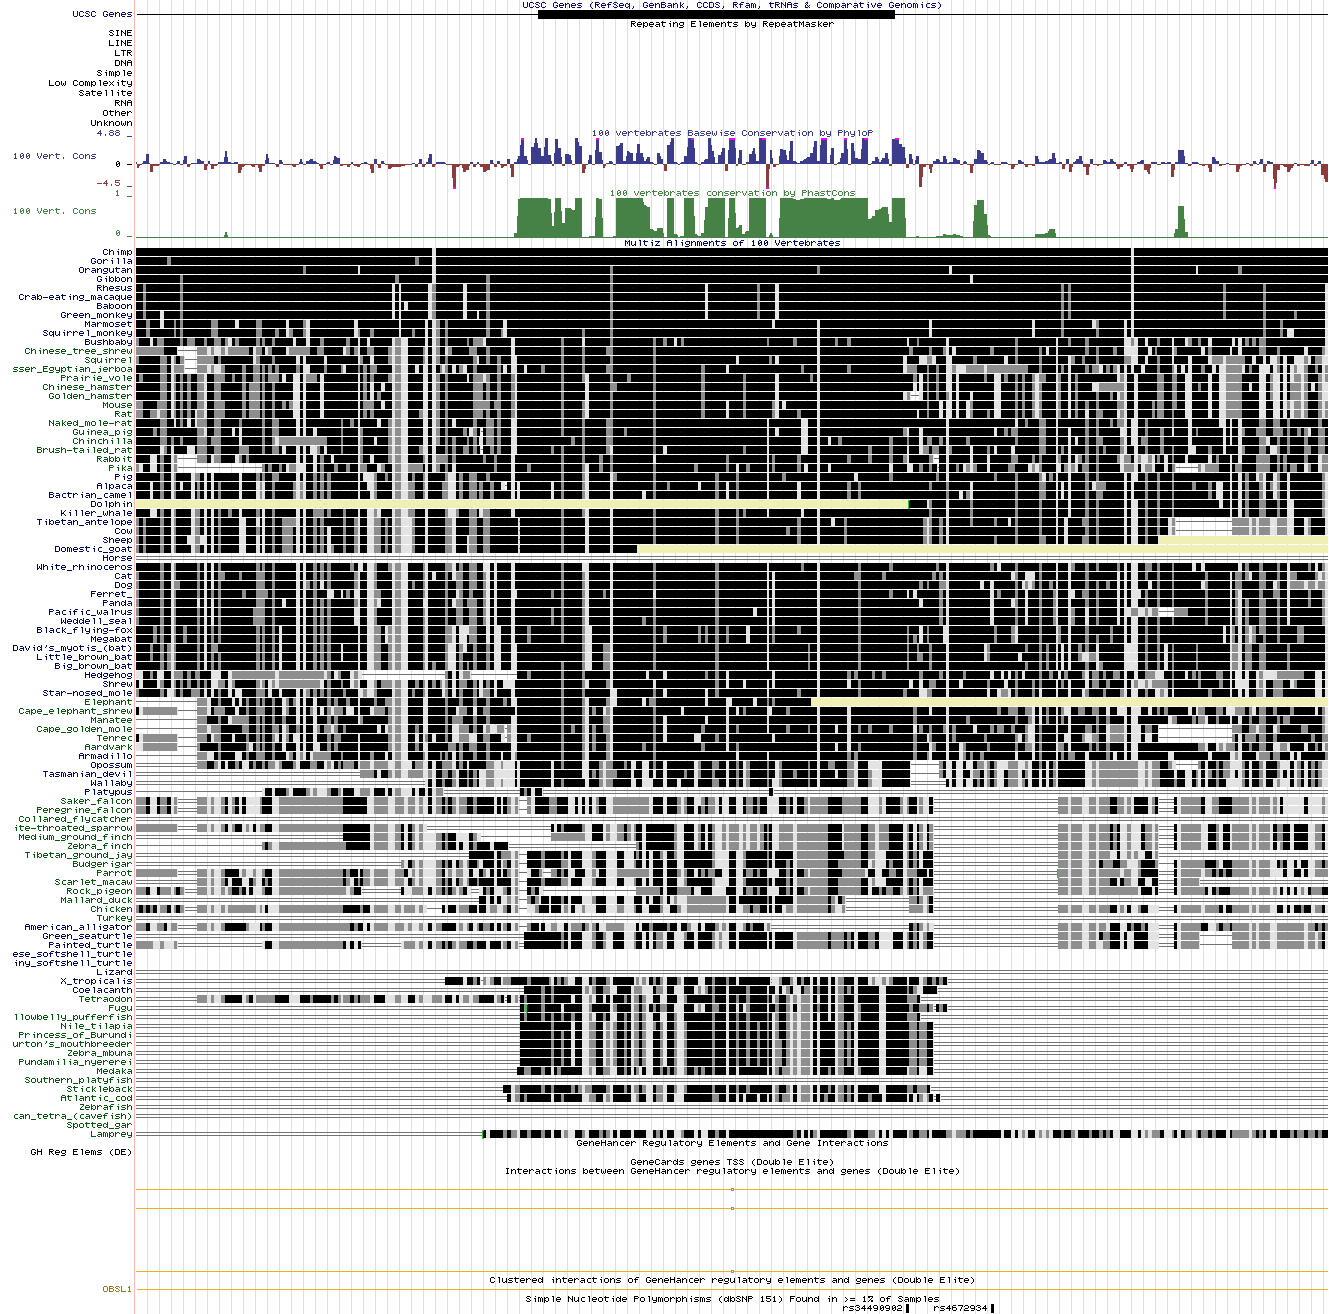 UCSC Genes (RefSeq, GenBank, CCDS, Rfam, tRNAs & Comparative Genomics)
UCSC Genes
Repeating Elements by RepeatMasker
SINE
LINE
LTR
DNA
Simple
Low Complexity
Satellite
RNA
Other
Unknown
4.88 _
100 vertebrates Basewise Conservation by PhyloP
100 Vert. Cons
0 _
-4.5 _
1 _
100 vertebrates conservation by PhastCons
100 Vert. Cons
0 _
Multiz Alignments of 100 Vertebrates
Chimp
Gorilla
Orangutan
Gibbon
Rhesus
Crab-eating_macaque
Baboon
Green_monkey
Marmoset
Squirrel_monkey
Bushbaby
Chinese_tree_shrew
Squirrel
sser_Egyptian_jerboa
Prairie_vole
Chinese_hamster
Golden_hamster
Mouse
Rat
Naked_mole-rat
Guinea_pig
Chinchilla
Brush-tailed_rat
Rabbit
Pika
Pig
Alpaca
Bactrian_camel
Dolphin
Killer_whale
Tibetan_antelope
Cow
Sheep
Domestic_goat
Horse
White_rhinoceros
Cat
Dog
Ferret_
Panda
Pacific_walrus
Weddell_seal
Black_flying-fox
Megabat
David's_myotis_(bat)
Little_brown_bat
Big_brown_bat
Hedgehog
Shrew
Star-nosed_mole
Elephant
Cape_elephant_shrew
Manatee
Cape_golden_mole
Tenrec
Aardvark
Armadillo
Opossum
Tasmanian_devil
Wallaby
Platypus
Saker_falcon
Peregrine_falcon
Collared_flycatcher
ite-throated_sparrow
Medium_ground_finch
Zebra_finch
Tibetan_ground_jay
Budgerigar
Parrot
Scarlet_macaw
Rock_pigeon
Mallard_duck
Chicken
Turkey
American_alligator
Green_seaturtle
Painted_turtle
ese_softshell_turtle
iny_softshell_turtle
Lizard
X_tropicalis
Coelacanth
Tetraodon
Fugu
llowbelly_pufferfish
Nile_tilapia
Princess_of_Burundi
urton's_mouthbreeder
Zebra_mbuna
Pundamilia_nyererei
Medaka
Southern_platyfish
Stickleback
Atlantic_cod
Zebrafish
can_tetra_(cavefish)
Spotted_gar
Lamprey
GeneHancer Regulatory Elements and Gene Interactions
GH Reg Elems (DE)
GeneCards genes TSS (Double Elite)
Interactions between GeneHancer regulatory elements and genes (Double Elite)
Clustered interactions of GeneHancer regulatory elements and genes (Double Elite)
OBSL1
Simple Nucleotide Polymorphisms (dbSNP 151) Found in >= 1% of Samples
rs34490902 rs4672934